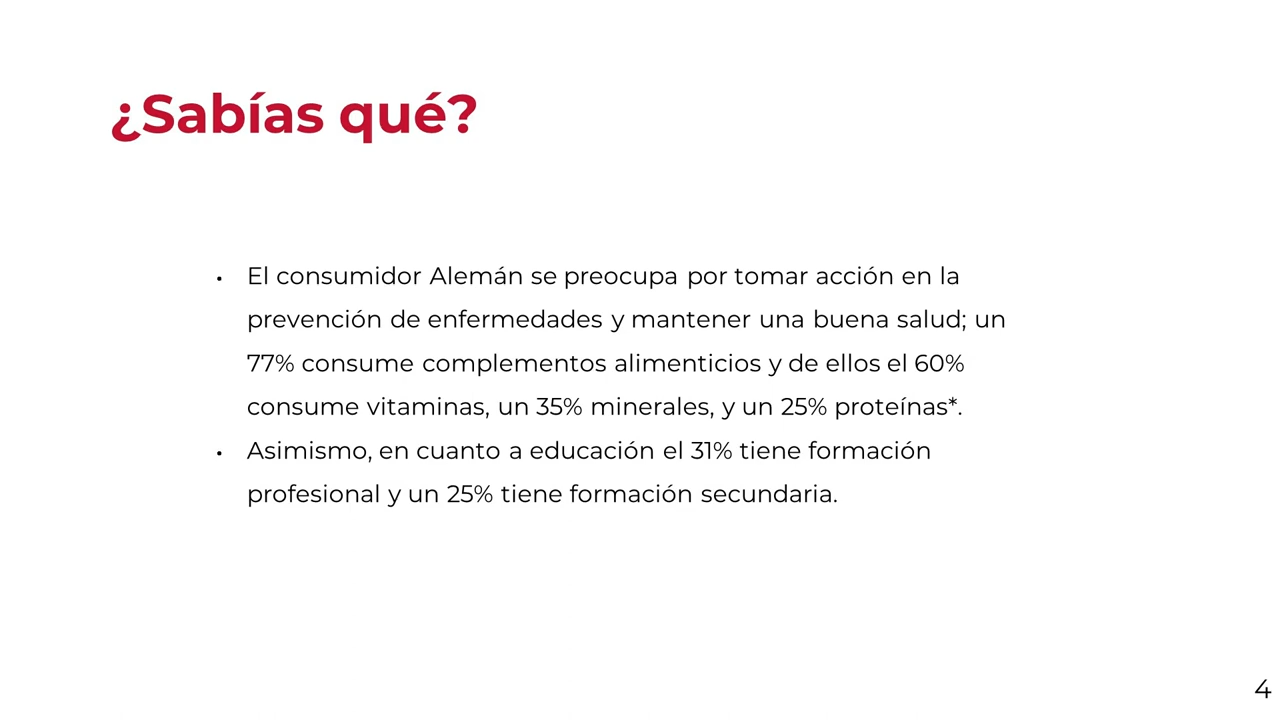 ¿Sabías qué?
• El consumidor Alemán se preocupa por tomar acción en la
prevención de enfermedades y mantener una buena salud; un
77% consume complementos alimenticios y de ellos el 60%
consume vitaminas, un 35% minerales, y un 25% proteínas*.
• Asimismo, en cuanto a educación el 31% tiene formación
profesional y un 25% tiene formación secundaria.
4